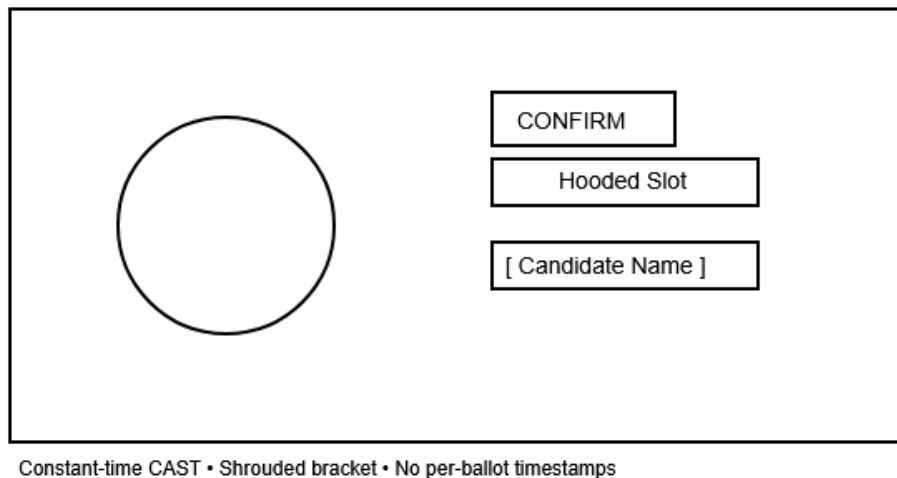 CONFIRM
Hooded Slot
[ Candidate Name ]
Constant-time CAST • Shrouded bracket • No per-ballot timestamps